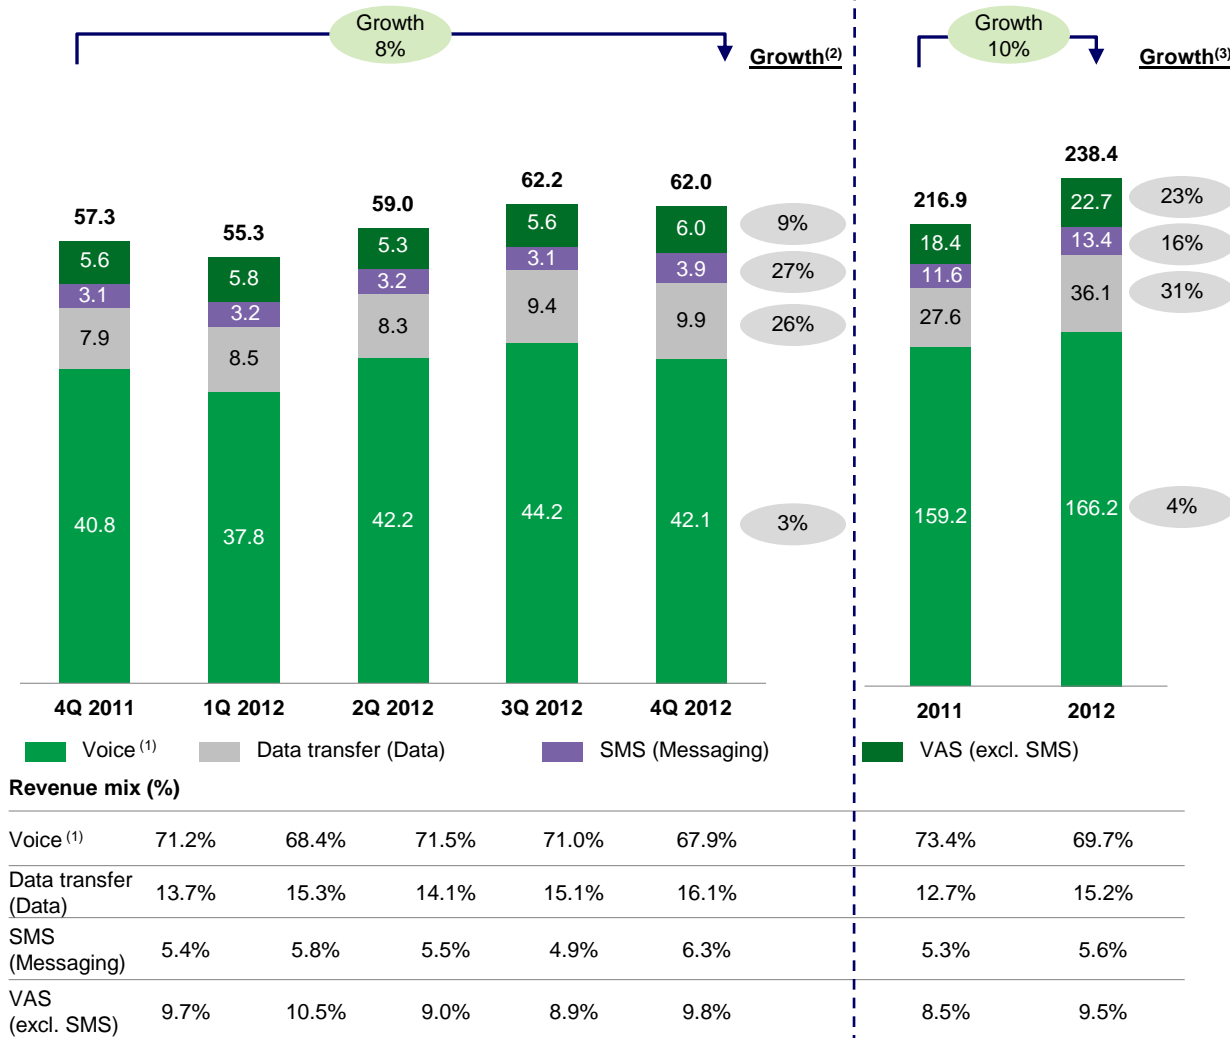 Growth
8%
Growth(2)
Growth
10%
Growth(3)
57.3
55.3
59.0
62.2
62.0
216.9
238.4
5.6
5.8
5.3
5.6
6.0
9%
18.4
22.7
23%
3.1
3.2
3.2
3.1
3.9
27%
11.6
13.4
16%
7.9
8.5
8.3
9.4
9.9
26%
27.6
36.1
31%
40.8
37.8
42.2
44.2
42.1
3%
159.2
166.2
4%
4Q 2011
1Q 2012
2Q 2012
3Q 2012
4Q 2012
2011
2012
Voice (1)
Data transfer (Data)
SMS (Messaging)
VAS (excl. SMS)
Revenue mix (%)
Voice (1) 71.2% 68.4% 71.5% 71.0% 67.9% 73.4% 69.7%
Data transfer
(Data) 13.7% 15.3% 14.1% 15.1% 16.1% 12.7% 15.2%
SMS
(Messaging) 5.4% 5.8% 5.5% 4.9% 6.3% 5.3% 5.6%
VAS
(excl. SMS) 9.7% 10.5% 9.0% 8.9% 9.8% 8.5% 9.5%